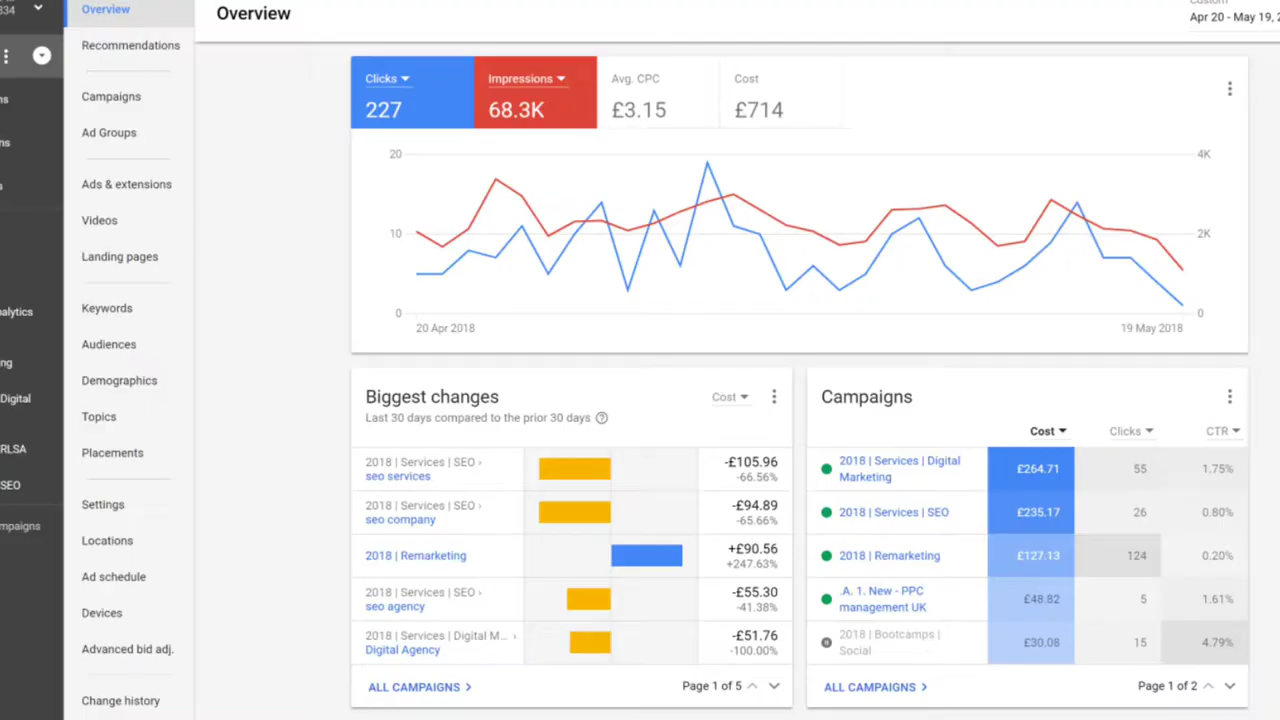 334
Overview
Recommendations
Campaigns
Ad Groups
Ads & extensions
Videos
Landing pages
Keywords
Audiences
Demographics
Topics
Placements
Settings
Locations
Ad schedule
Devices
Advanced bid adj.
Change history
ns
ns
s
nalytics
ng
Digital
RLSA
SEO
mpaigns
Overview
Custom
Apr 20 - May 19, 2
Clicks
227
Impressions
68.3K
Avg. CPC
£3.15
Cost
£714
20
4K
10
2K
0
0
20 Apr 2018
19 May 2018
Biggest changes
Cost
Last 30 days compared to the prior 30 days
2018 | Services | SEO ›
seo services
-£105.96
-66.56%
2018 | Services | SEO ›
seo company
-£94.89
-65.66%
2018 | Remarketing
+£90.56
+247.63%
2018 | Services | SEO ›
seo agency
-£55.30
-41.38%
2018 | Services | Digital M... ›
Digital Agency
-£51.76
-100.00%
ALL CAMPAIGNS
Page 1 of 5
Campaigns
Cost Clicks CTR
2018 | Services | Digital
Marketing
£264.71 55 1.75%
2018 | Services | SEO £235.17 26 0.80%
2018 | Remarketing £127.13 124 0.20%
.A. 1. New - PPC
management UK
£48.82 5 1.61%
2018 | Bootcamps |
Social
£30.08 15 4.79%
ALL CAMPAIGNS
Page 1 of 2